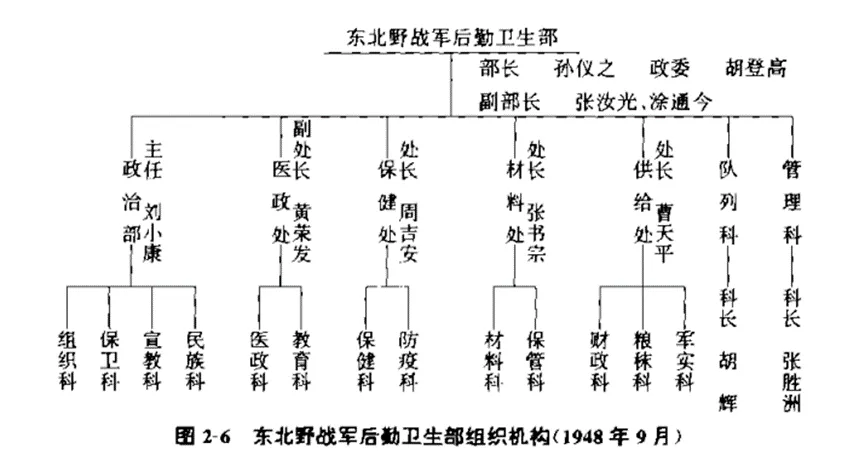 东北野战军后勤卫生部
部长 孙仪之 政委 胡登高
副部长 张汝光、涂通今
政治部 主任 刘小康
医政处 副处长 黄荣发
保健处 处长 周吉安
材料处 处长 张书宗
供给处 处长 曹天平
队列科 科长 胡辉
管理科 科长 张胜洲
组织科
保卫科
宣教科
民族科
医政科
教育科
保健科
防疫科
材料科
保管科
财政科
粮秣科
军实科
图 2-6 东北野战军后勤卫生部组织机构(1948 年 9 月)